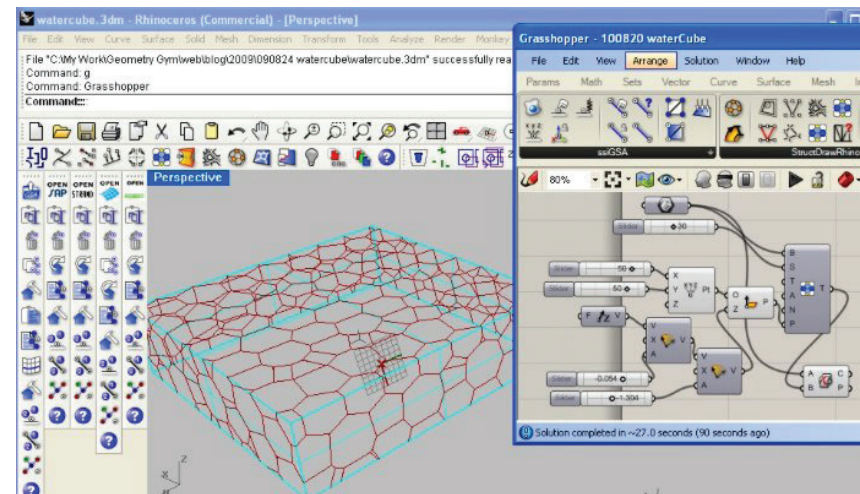 watercube.3dm - Rhinoceros (Commercial) - [Perspective]
File Edit View Curve Surface Solid Mesh Dimension Transform Tools Analyze Render Monkey
File "C:\My Work\Geometry Gym\web\blog\2009\090824 watercube\watercube.3dm" successfully rea
Command: g
Command: Grasshopper
Command:
OPEN SAP
OPEN
OPEN
OPEN
Perspective
z
x
z
Grasshopper - 100820 waterCube
File Edit View Arrange Solution Window Help
Params Math Sets Vector Curve Surface Mesh In
ssiGSA
StructDrawRhino
80%
Slider 30
Slider 50
Slider 50
X Y Z Pt
O Z P
B S T A N P T
F V
V X A V
V X A V
Slider -0.054
Slider -1.304
A B C P
Solution completed in ~27.0 seconds (90 seconds ago)